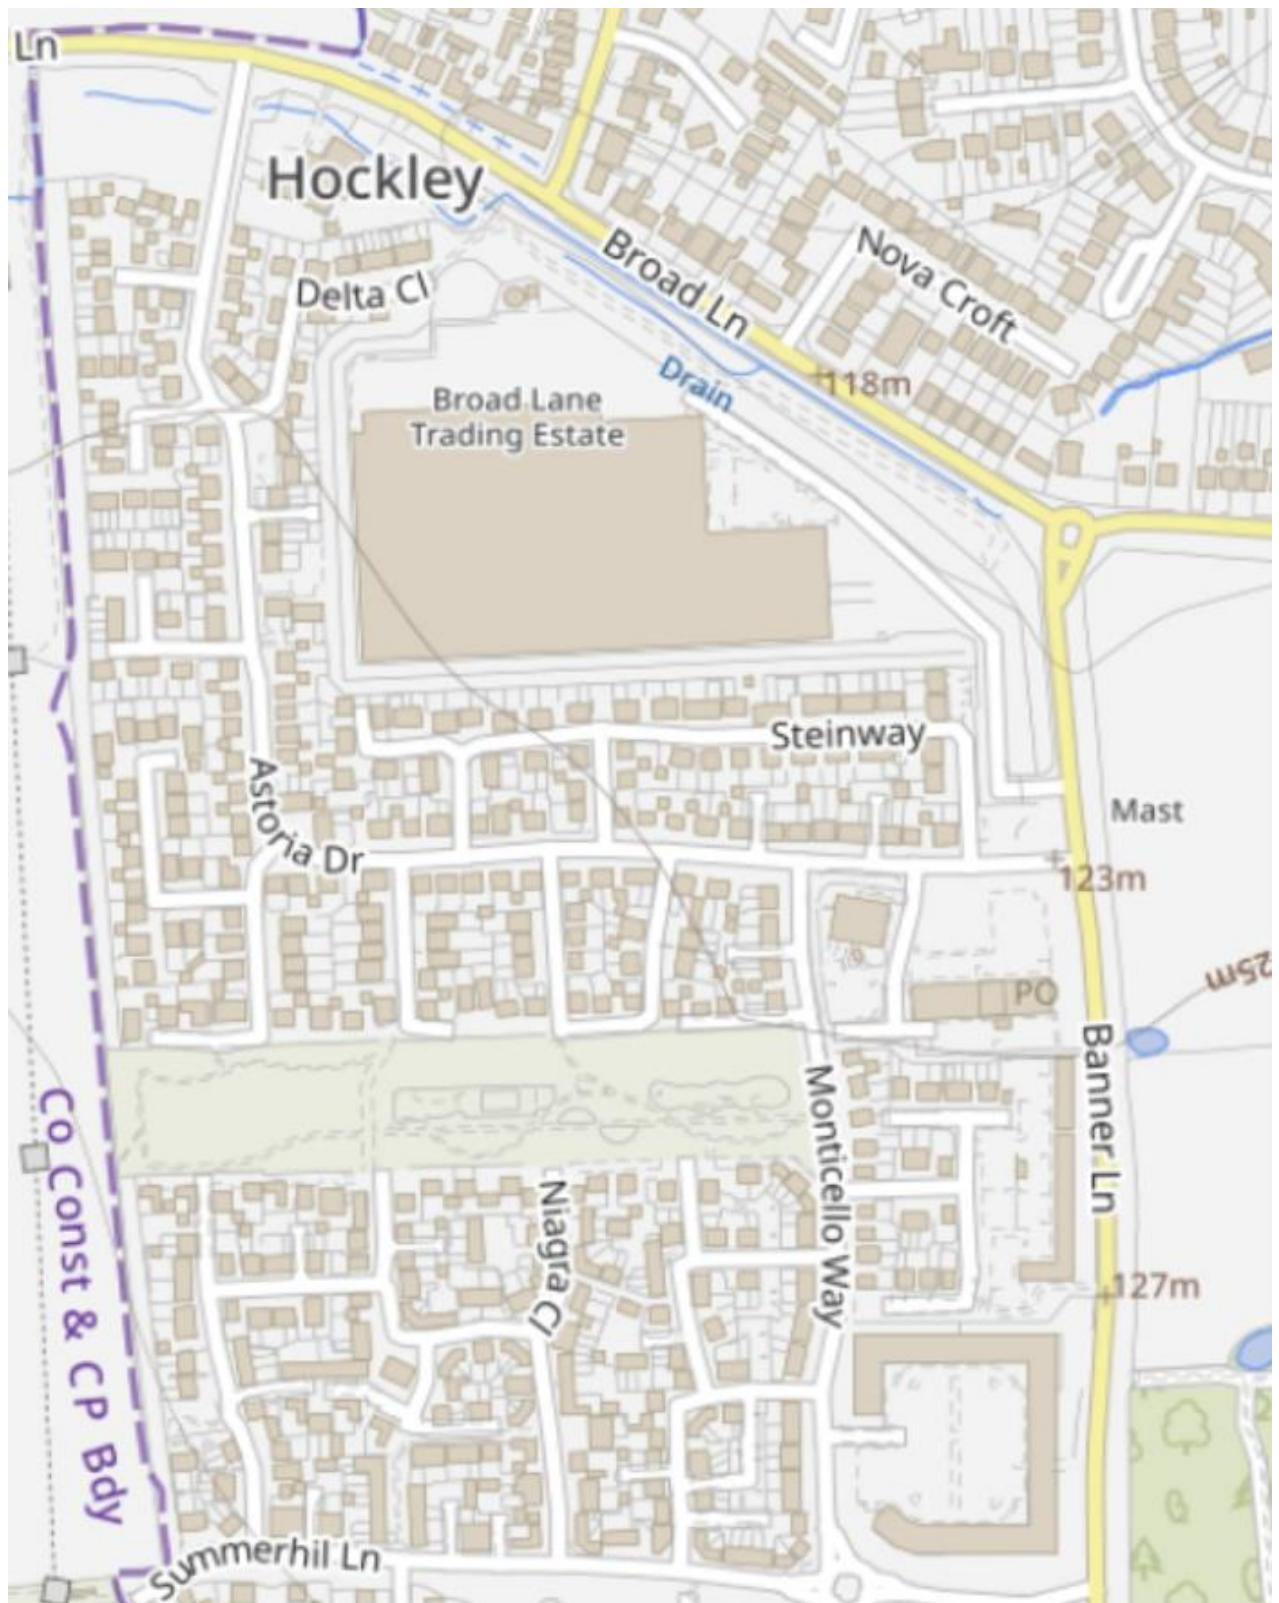 Ln
Hockley
Broad Ln
Nova Croft
Delta Cl
Drain
118m
Broad Lane
Trading Estate
Steinway
Astoria Dr
Mast
123m
25m
PO
Banner Ln
Monticello Way
Co Const & CP Bdy
Niagra Cl
127m
Summerhil Ln